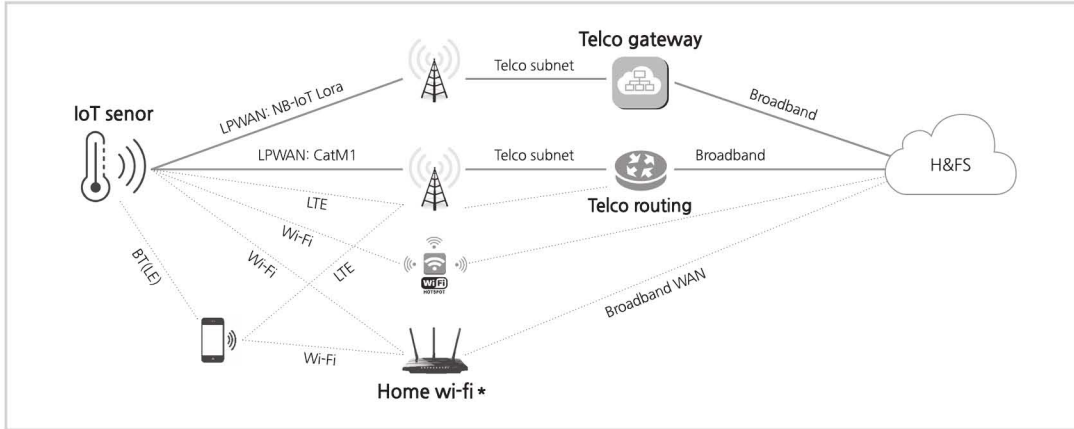 Telco gateway
Telco subnet
IoT senor
LPWAN: NB-IoT Lora
Broadband
LPWAN: CatM1
Telco subnet
Broadband
H&FS
LTE
Telco routing
Wi-Fi
Wi-Fi
BT(LE)
LTE
WiFi
HOTSPOT
Broadband WAN
Wi-Fi
Home wi-fi *